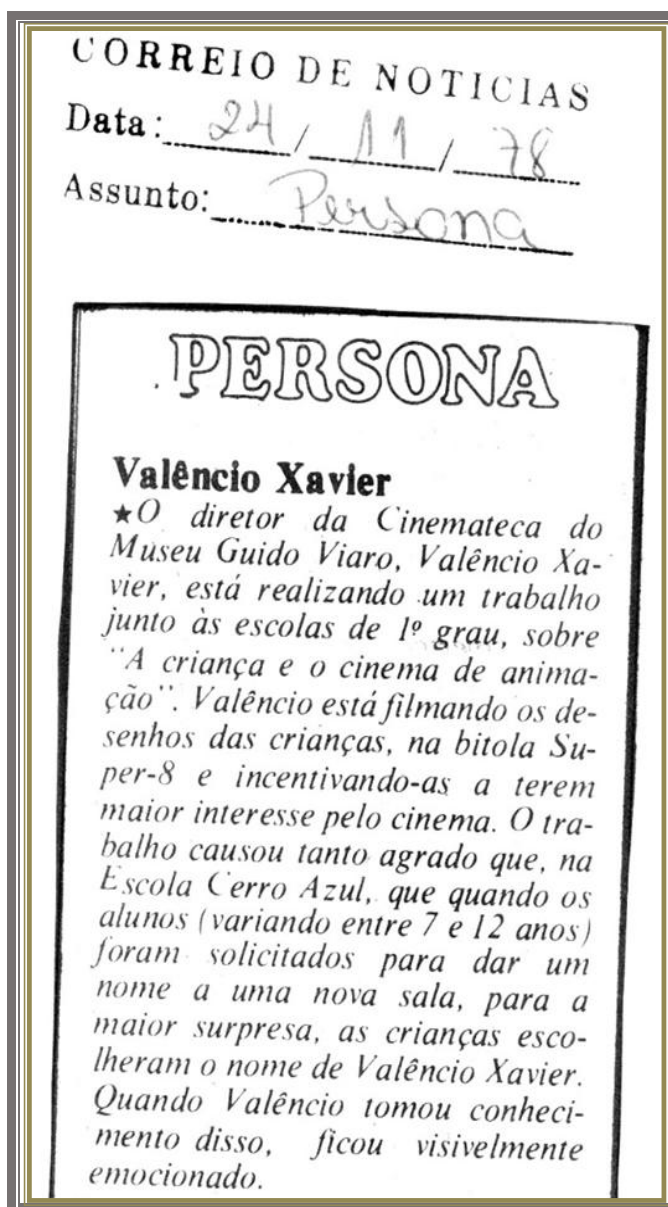 CORREIO DE NOTICIAS
Data: 24 / 11 / 78
Assunto: Persona
PERSONA
Valêncio Xavier
★O diretor da Cinemateca do
Museu Guido Viaro, Valêncio Xa-
vier, está realizando um trabalho
junto às escolas de 1º grau, sobre
"A criança e o cinema de anima-
ção". Valêncio está filmando os de-
senhos das crianças, na bitola Su-
per-8 e incentivando-as a terem
maior interesse pelo cinema. O tra-
balho causou tanto agrado que, na
Escola Cerro Azul, que quando os
alunos (variando entre 7 e 12 anos)
foram solicitados para dar um
nome a uma nova sala, para a
maior surpresa, as crianças esco-
lheram o nome de Valêncio Xavier.
Quando Valêncio tomou conheci-
mento disso, ficou visivelmente
emocionado.